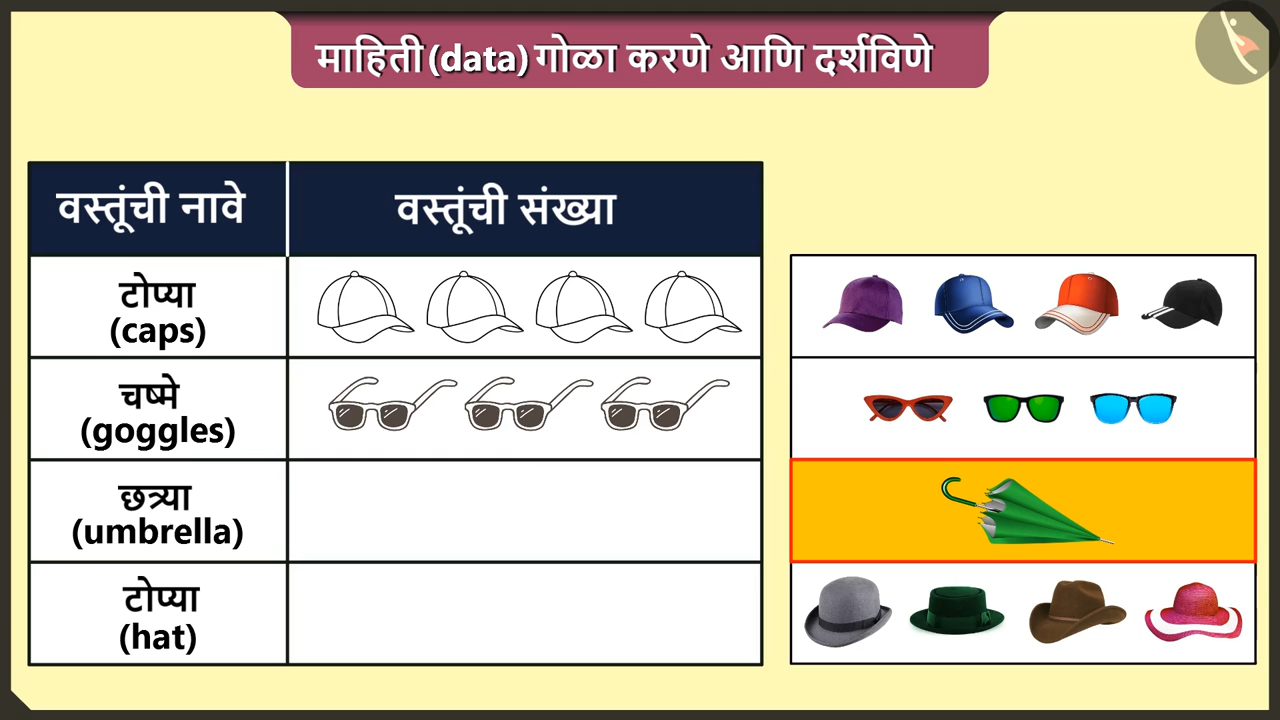 माहिती (data) गोळा करणे आणि दर्शविणे
वस्तूंची नावे
वस्तूंची संख्या
टोप्या
(caps)
चष्मे
(goggles)
छत्र्या
(umbrella)
टोप्या
(hat)